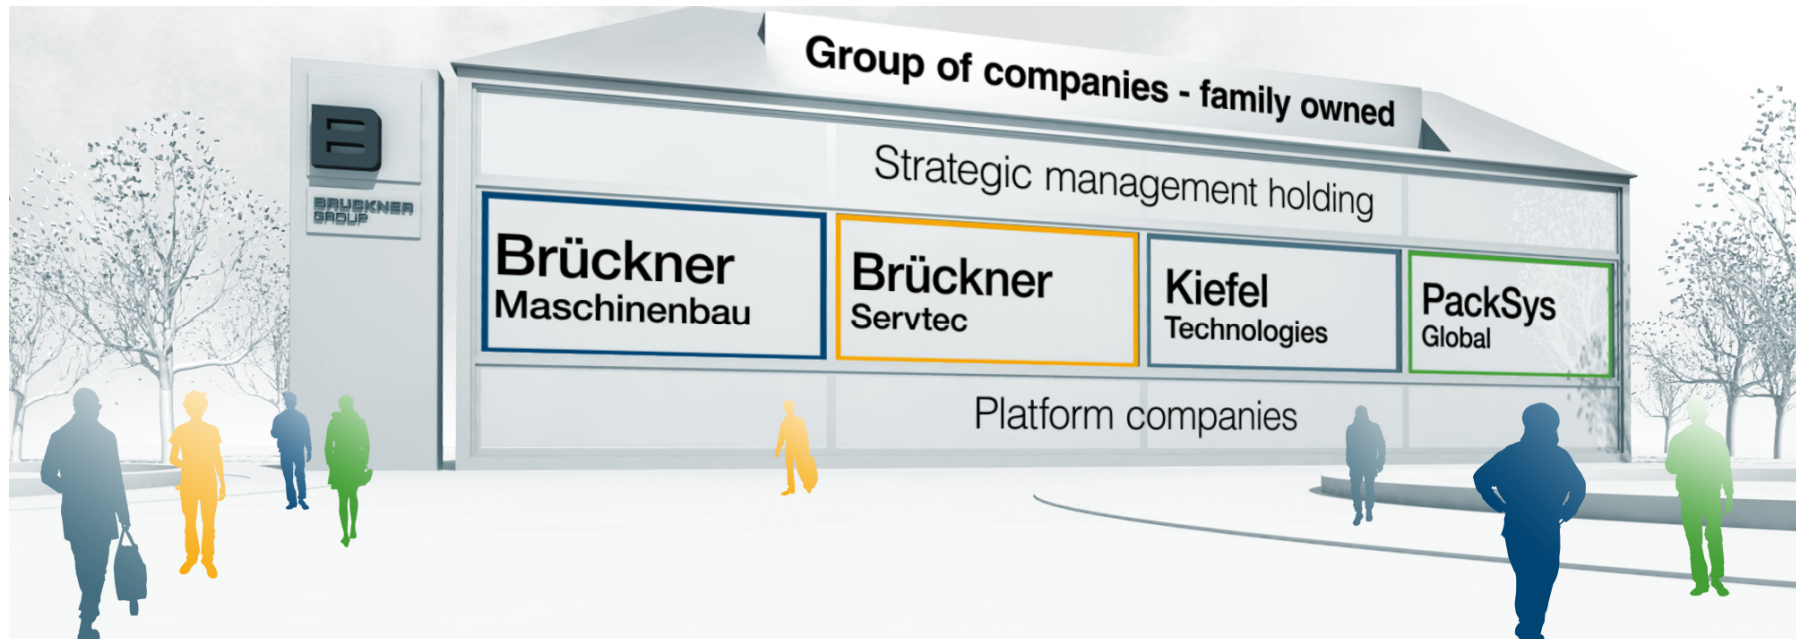 Group of companies - family owned
Strategic management holding
BRUCKNER
GROUP
Brückner
Maschinenbau
Brückner
Servtec
Kiefel
Technologies
PackSys
Global
Platform companies